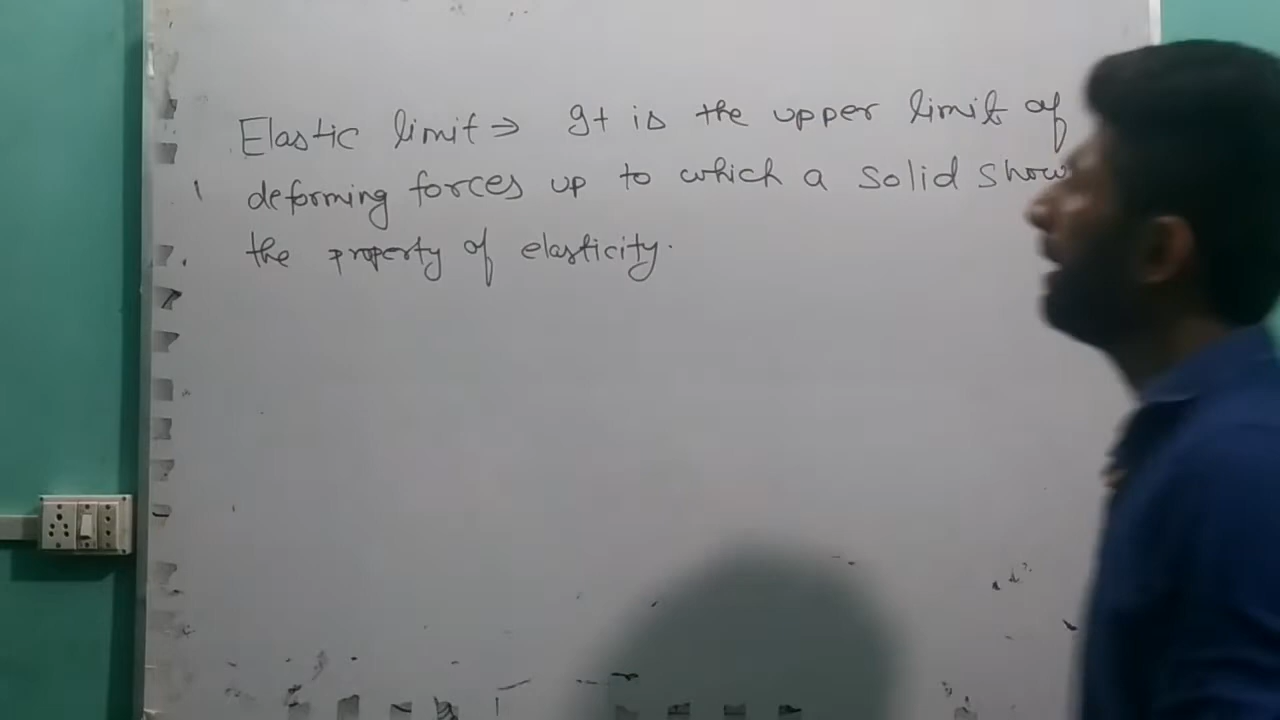 Elastic limit ⇒ It is the upper limit of
deforming forces up to which a solid show
the property of elasticity.